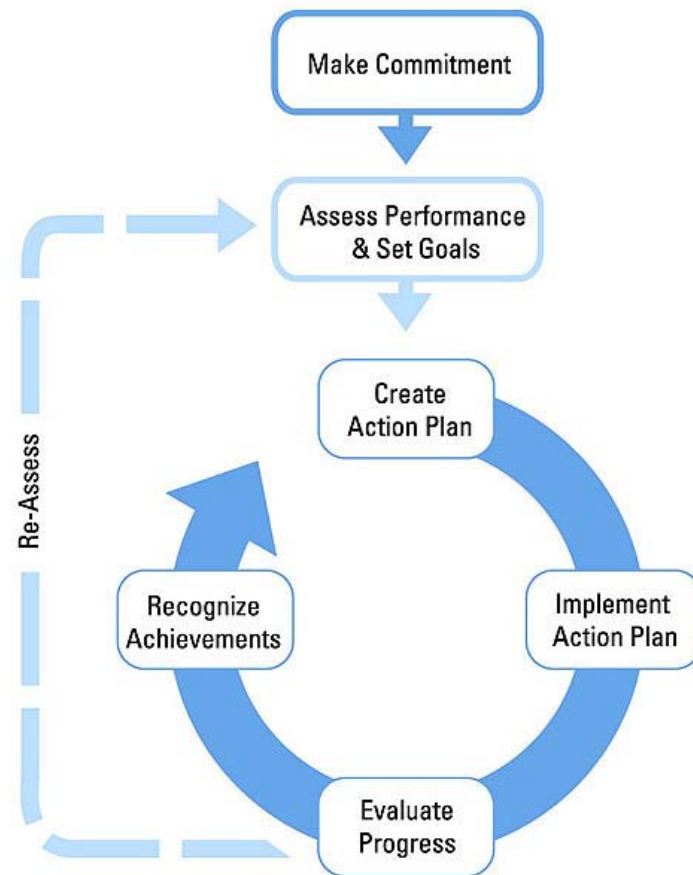 Make Commitment
Assess Performance
& Set Goals
Create
Action Plan
Implement
Action Plan
Evaluate
Progress
Recognize
Achievements
Re-Assess